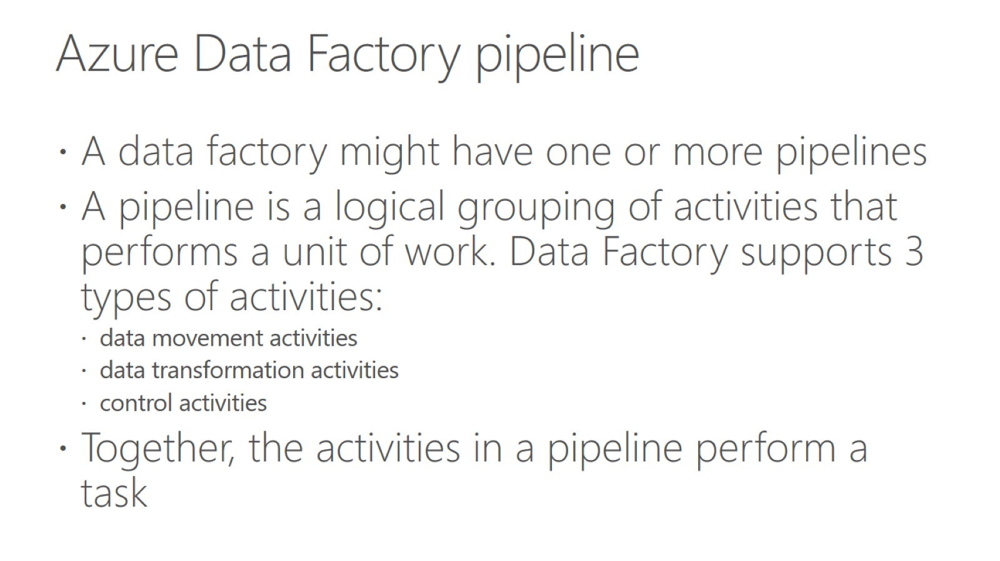 Azure Data Factory pipeline
· A data factory might have one or more pipelines
· A pipeline is a logical grouping of activities that
performs a unit of work. Data Factory supports 3
types of activities:
· data movement activities
· data transformation activities
· control activities
· Together, the activities in a pipeline perform a
task